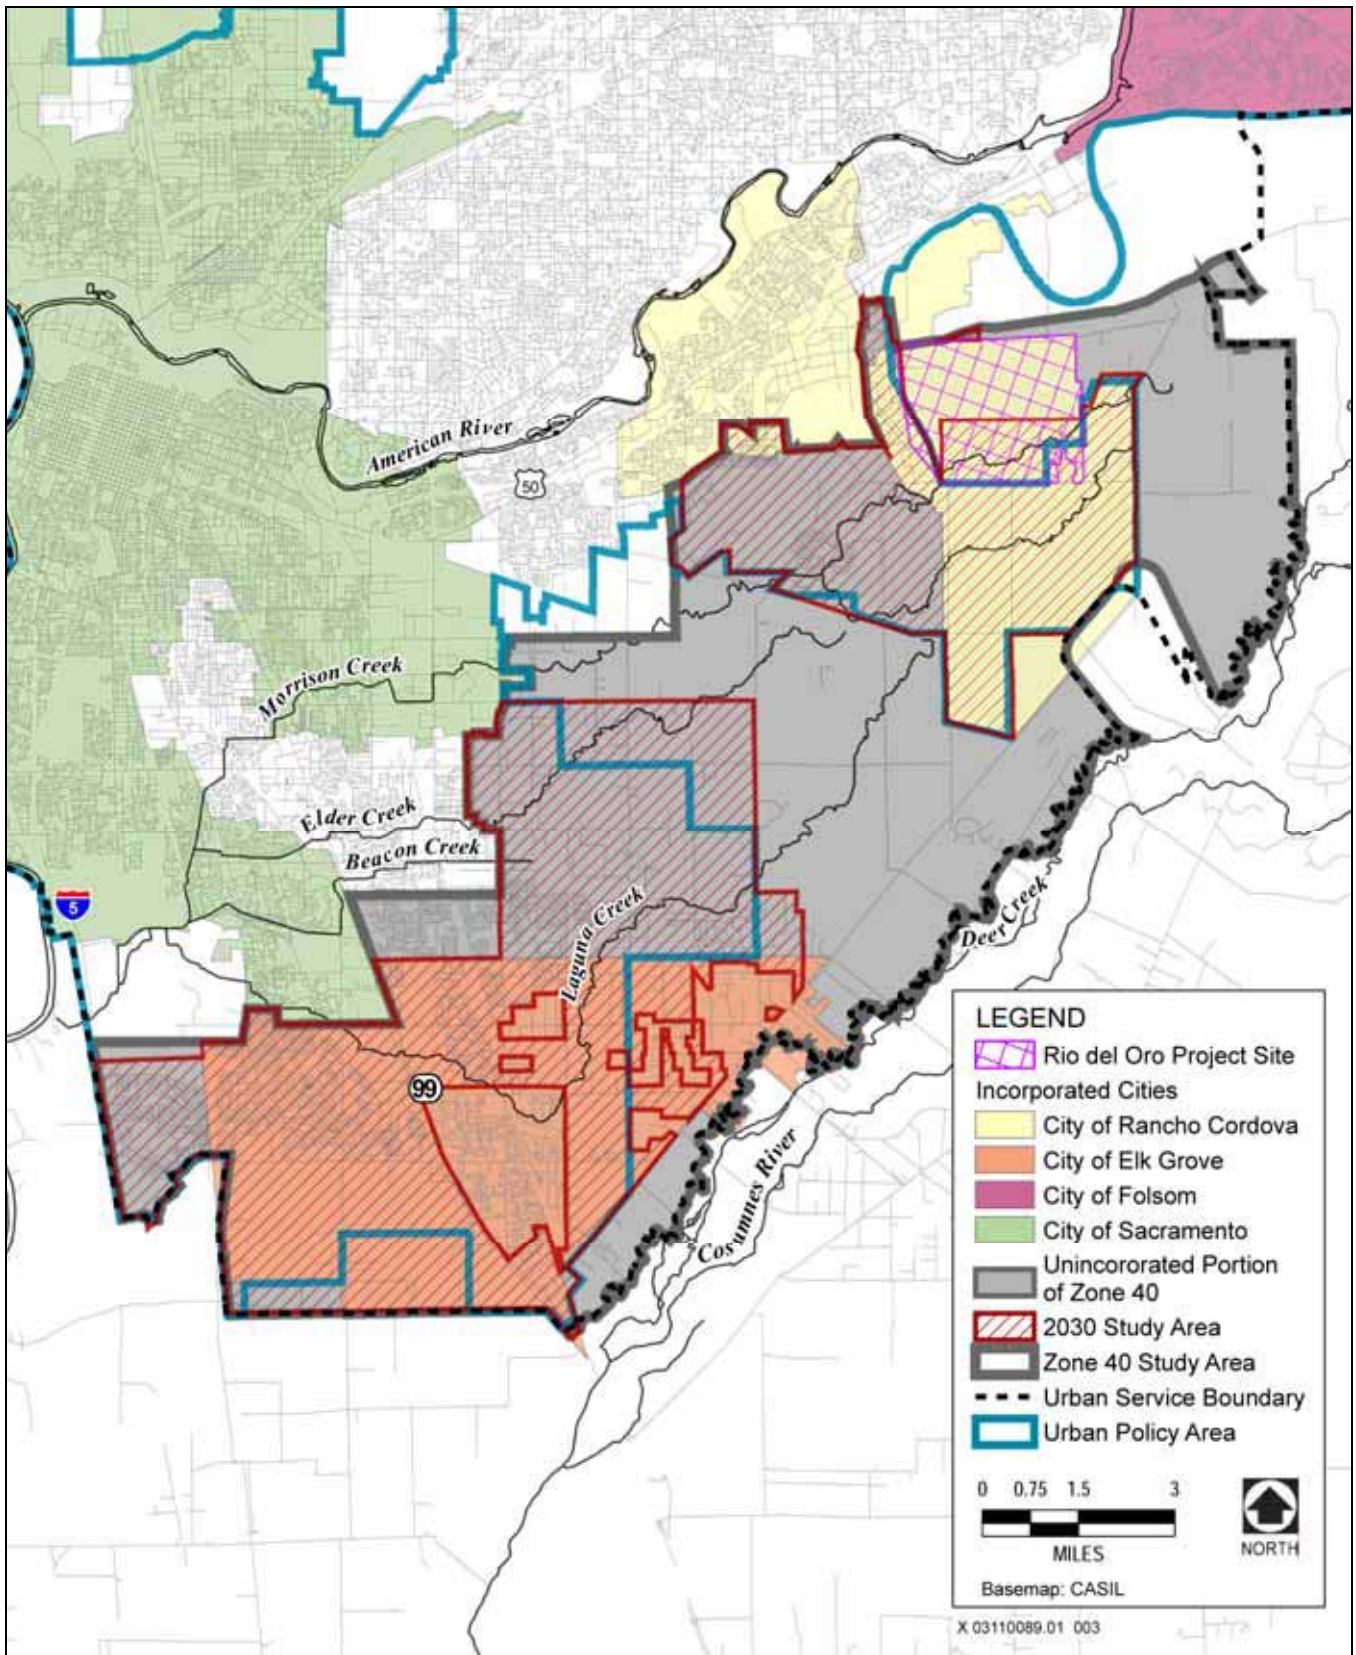 American River
50
Morrison Creek
Elder Creek
Beacon Creek
5
Laguna Creek
Deer Creek
99
Cosumnes River
LEGEND
Rio del Oro Project Site
Incorporated Cities
City of Rancho Cordova
City of Elk Grove
City of Folsom
City of Sacramento
Unincororated Portion
of Zone 40
2030 Study Area
Zone 40 Study Area
Urban Service Boundary
Urban Policy Area
0 0.75 1.5 3
MILES
NORTH
Basemap: CASIL
X 03110089.01 003